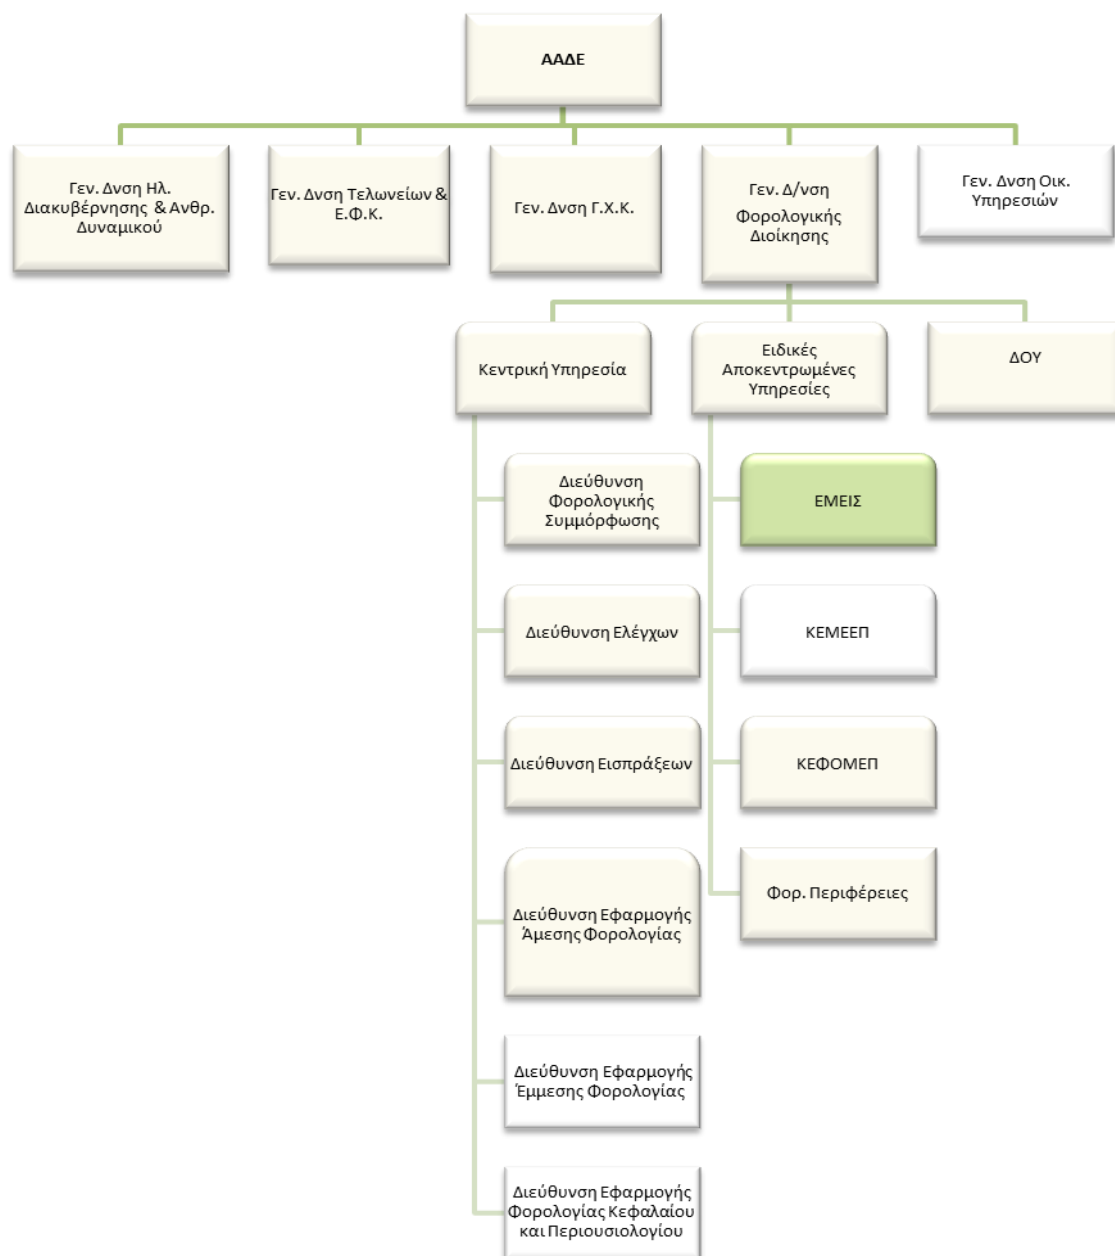 ΑΑΔΕ
Γεν. Δνση Ηλ.
Διακυβέρνησης & Ανθρ.
Δυναμικού
Γεν. Δνση Τελωνείων &
Ε.Φ.Κ.
Γεν. Δνση Γ.Χ.Κ.
Γεν. Δ/νση
Φορολογικής
Διοίκησης
Γεν. Δνση Οικ.
Υπηρεσιών
Κεντρική Υπηρεσία
Ειδικές
Αποκεντρωμένες
Υπηρεσίες
ΔΟΥ
Διεύθυνση
Φορολογικής
Συμμόρφωσης
Διεύθυνση Ελέγχων
Διεύθυνση Εισπράξεων
Διεύθυνση Εφαρμογής
Άμεσης Φορολογίας
Διεύθυνση Εφαρμογής
Έμμεσης Φορολογίας
Διεύθυνση Εφαρμογής
Φορολογίας Κεφαλαίου
και Περιουσιολογίου
ΕΜΕΙΣ
ΚΕΜΕΕΠ
ΚΕΦΟΜΕΠ
Φορ. Περιφέρειες